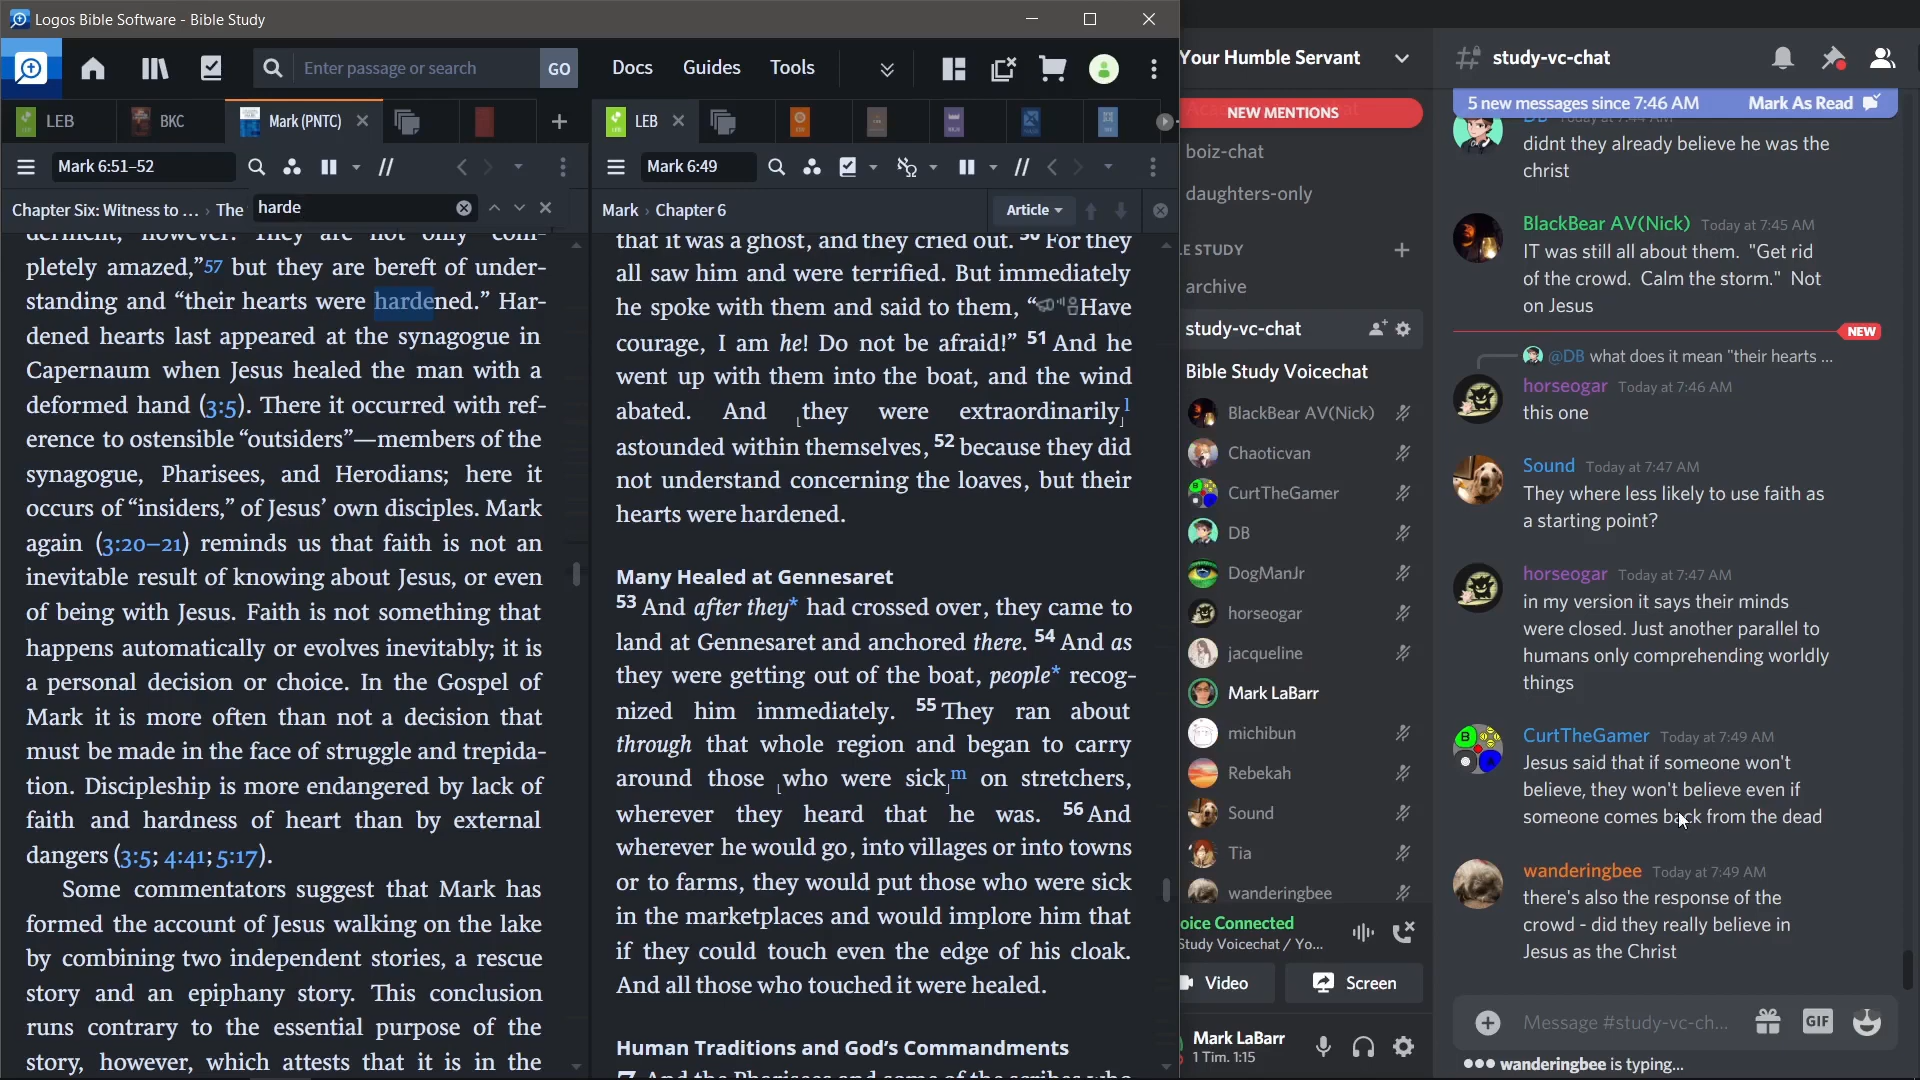 Logos Bible Software - Bible Study
Enter passage or search
GO
Docs
Guides
Tools
LEB
BKC
Mark (PNTC)
Mark 6:51–52
Chapter Six: Witness to ... › The
harde
derment, however. They are not only com-
pletely amazed,”57 but they are bereft of under-
standing and “their hearts were hardened.” Har-
dened hearts last appeared at the synagogue in
Capernaum when Jesus healed the man with a
deformed hand (3:5). There it occurred with ref-
erence to ostensible “outsiders”—members of the
synagogue, Pharisees, and Herodians; here it
occurs of “insiders,” of Jesus’ own disciples. Mark
again (3:20–21) reminds us that faith is not an
inevitable result of knowing about Jesus, or even
of being with Jesus. Faith is not something that
happens automatically or evolves inevitably; it is
a personal decision or choice. In the Gospel of
Mark it is more often than not a decision that
must be made in the face of struggle and trepida-
tion. Discipleship is more endangered by lack of
faith and hardness of heart than by external
dangers (3:5; 4:41; 5:17).
Some commentators suggest that Mark has
formed the account of Jesus walking on the lake
by combining two independent stories, a rescue
story and an epiphany story. This conclusion
runs contrary to the essential purpose of the
story, however, which attests that it is in the
LEB
Mark 6:49
Mark › Chapter 6
Article
that it was a ghost, and they cried out. 50 For they
all saw him and were terrified. But immediately
he spoke with them and said to them, “Have
courage, I am he! Do not be afraid!” 51 And he
went up with them into the boat, and the wind
abated. And ⌊they were extraordinarily⌋l
astounded within themselves, 52 because they did
not understand concerning the loaves, but their
hearts were hardened.
Many Healed at Gennesaret
53 And after they* had crossed over, they came to
land at Gennesaret and anchored there. 54 And as
they were getting out of the boat, people* recog-
nized him immediately. 55 They ran about
through that whole region and began to carry
around those ⌊who were sick⌋m on stretchers,
wherever they heard that he was. 56 And
wherever he would go, into villages or into towns
or to farms, they would put those who were sick
in the marketplaces and would implore him that
if they could touch even the edge of his cloak.
And all those who touched it were healed.
Human Traditions and God’s Commandments
7 And the Pharisees and some of the scribes who
Your Humble Servant
NEW MENTIONS
boiz-chat
daughters-only
LE STUDY
archive
study-vc-chat
Bible Study Voicechat
BlackBear AV(Nick)
Chaoticvan
CurtTheGamer
DB
DogManJr
horseogar
jacqueline
Mark LaBarr
michibun
Rebekah
Sound
Tia
wanderingbee
oice Connected
Study Voicechat / Yo...
Video
Screen
Mark LaBarr
1 Tim. 1:15
study-vc-chat
5 new messages since 7:46 AM
Mark As Read
DB Today at 7:44 AM
didnt they already believe he was the
christ
BlackBear AV(Nick) Today at 7:45 AM
IT was still all about them. "Get rid
of the crowd. Calm the storm." Not
on Jesus
NEW
@DB what does it mean "their hearts ...
horseogar Today at 7:46 AM
this one
Sound Today at 7:47 AM
They where less likely to use faith as
a starting point?
horseogar Today at 7:47 AM
in my version it says their minds
were closed. Just another parallel to
humans only comprehending worldly
things
CurtTheGamer Today at 7:49 AM
Jesus said that if someone won't
believe, they won't believe even if
someone comes back from the dead
wanderingbee Today at 7:49 AM
there's also the response of the
crowd - did they really believe in
Jesus as the Christ
Message #study-vc-ch...
GIF
wanderingbee is typing...